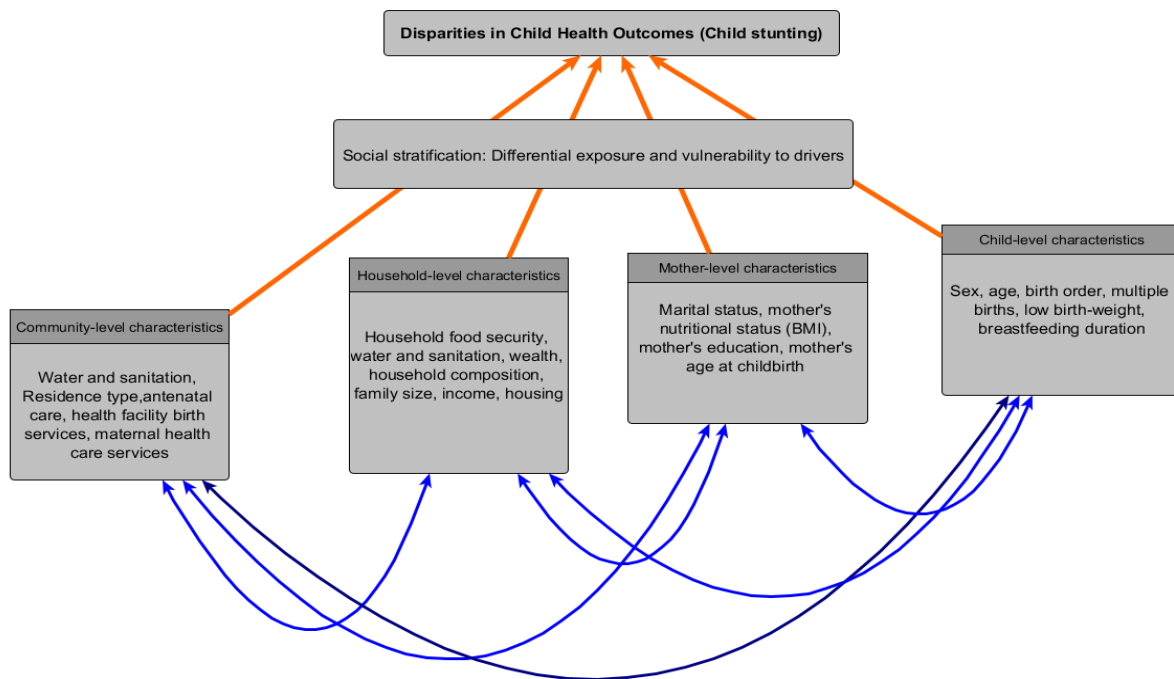 Disparities in Child Health Outcomes (Child stunting)
Social stratification: Differential exposure and vulnerability to drivers
Community-level characteristics
Water and sanitation,
Residence type,antenatal
care, health facility birth
services, maternal health
care services
Household-level characteristics
Household food security,
water and sanitation, wealth,
household composition,
family size, income, housing
Mother-level characteristics
Marital status, mother's
nutritional status (BMI),
mother's education, mother's
age at childbirth
Child-level characteristics
Sex, age, birth order, multiple
births, low birth-weight,
breastfeeding duration